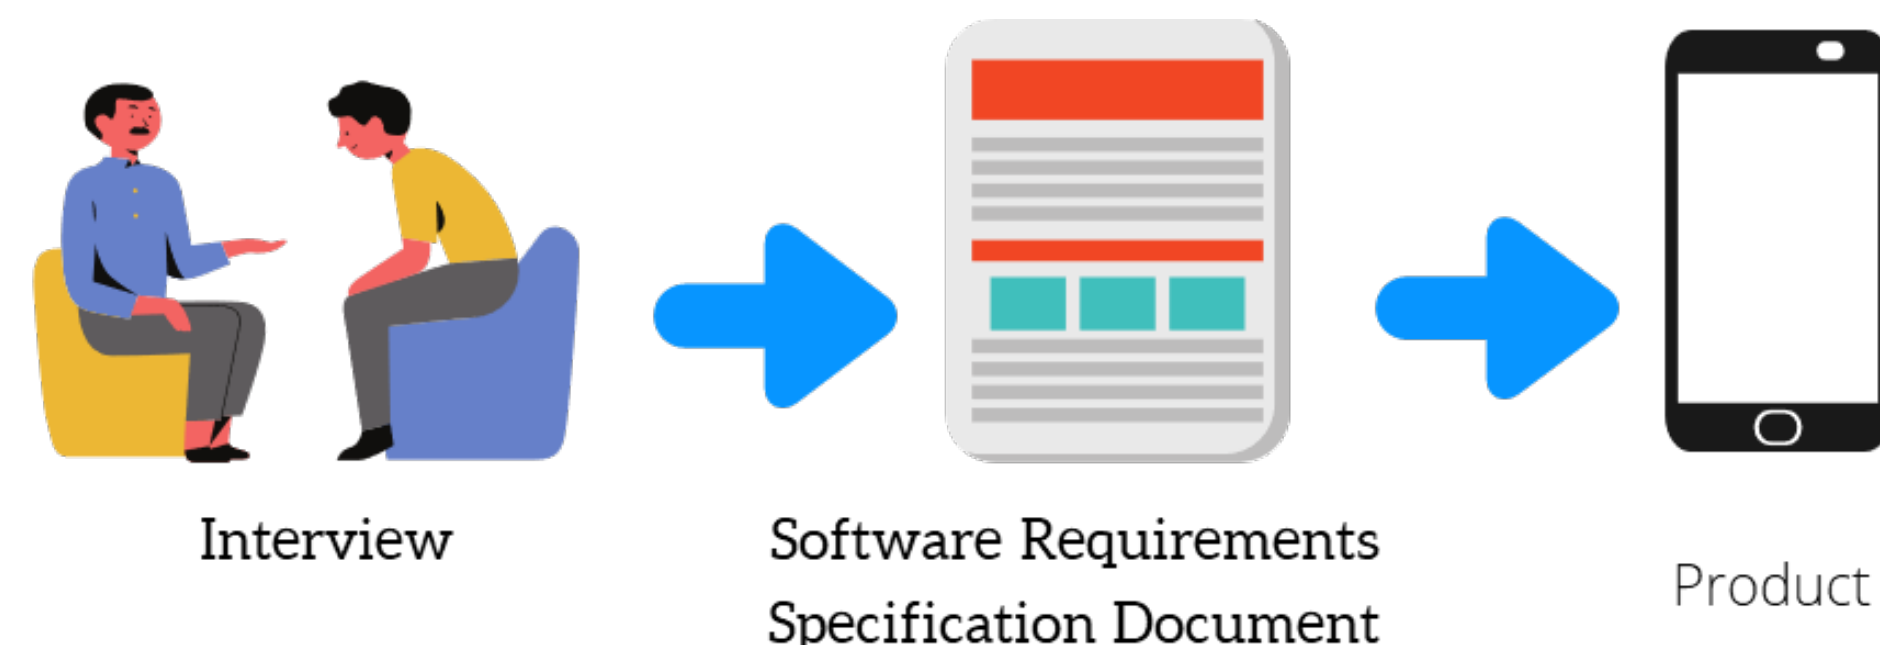 Interview
Software Requirements
Specification Document
Product